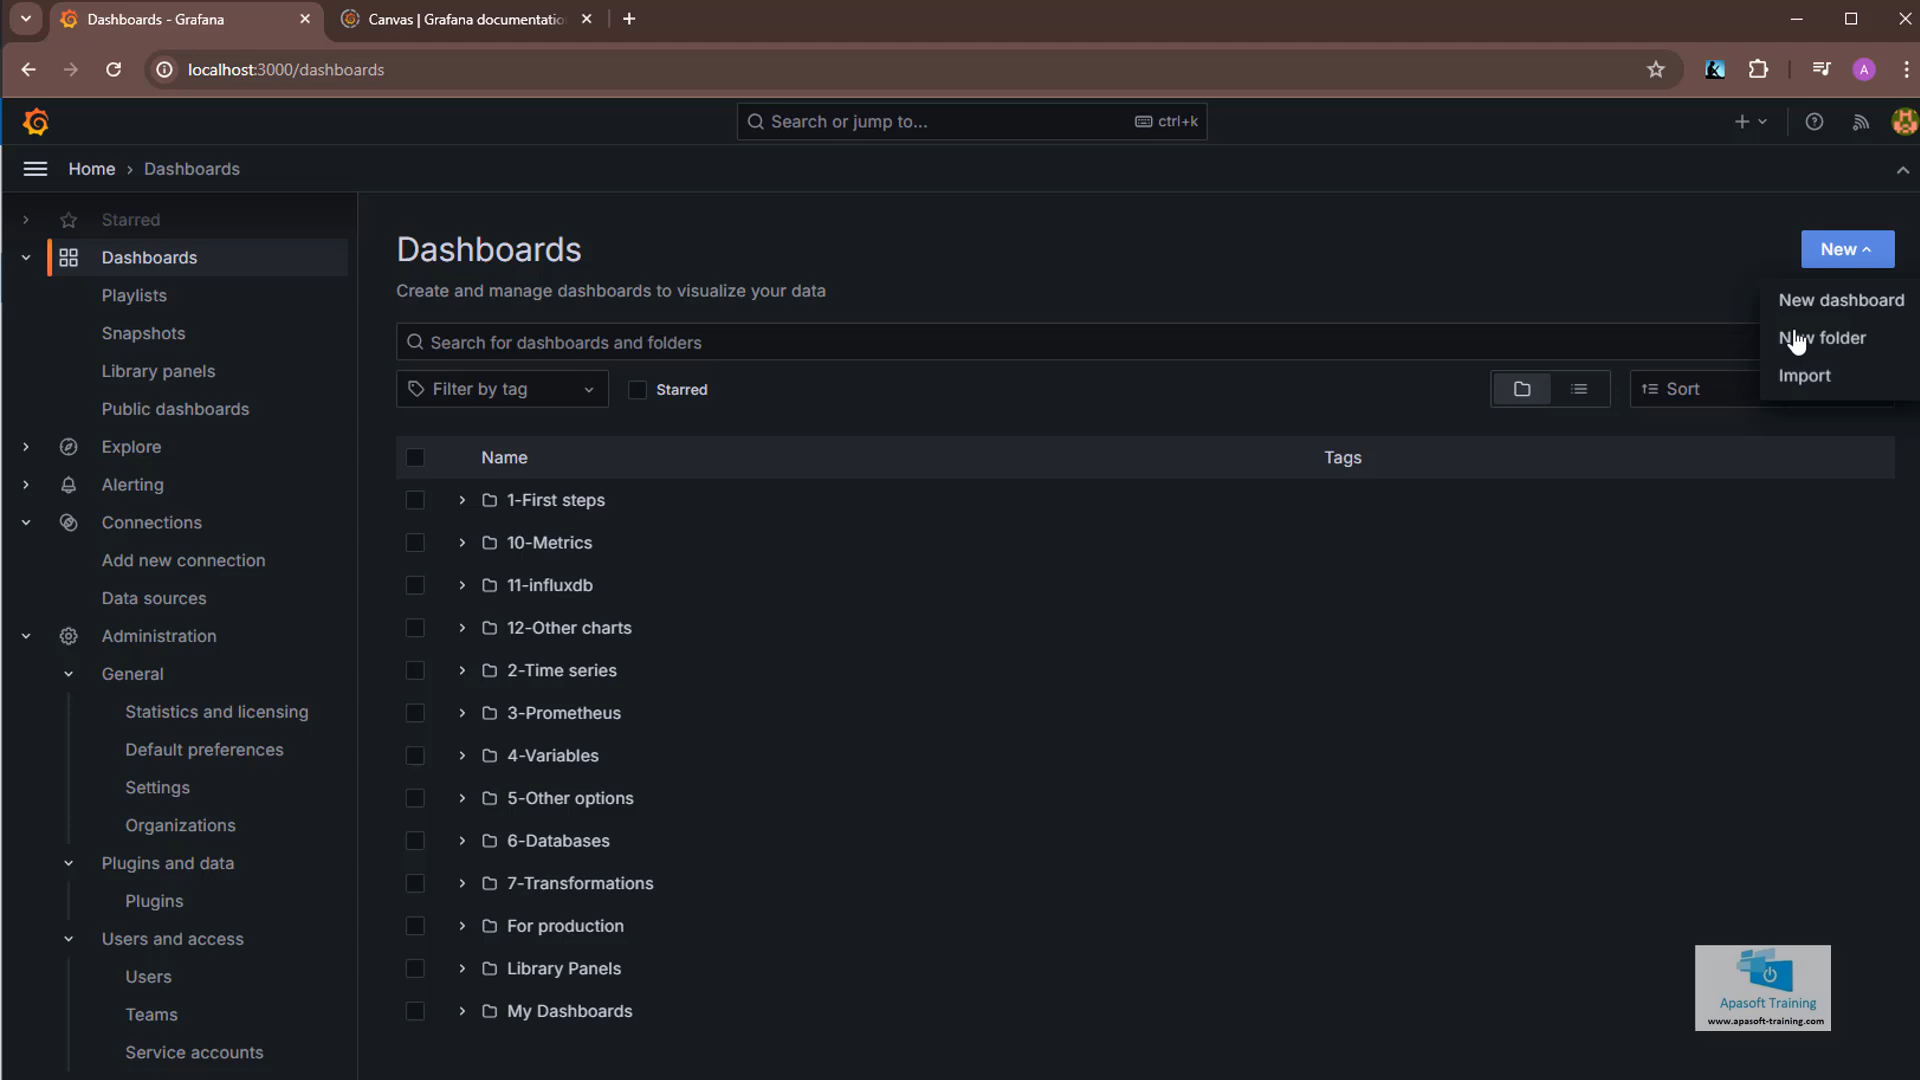 Dashboards - Grafana
Canvas | Grafana documentatio
localhost:3000/dashboards
A
Search or jump to...
ctrl+k
Home › Dashboards
Starred
Dashboards
Playlists
Snapshots
Library panels
Public dashboards
Explore
Alerting
Connections
Add new connection
Data sources
Administration
General
Statistics and licensing
Default preferences
Settings
Organizations
Plugins and data
Plugins
Users and access
Users
Teams
Service accounts
Dashboards
Create and manage dashboards to visualize your data
New
New dashboard
New folder
Import
Search for dashboards and folders
Filter by tag
Starred
Sort
Name
Tags
1-First steps
10-Metrics
11-influxdb
12-Other charts
2-Time series
3-Prometheus
4-Variables
5-Other options
6-Databases
7-Transformations
For production
Library Panels
My Dashboards
Apasoft Training
www.apasoft-training.com